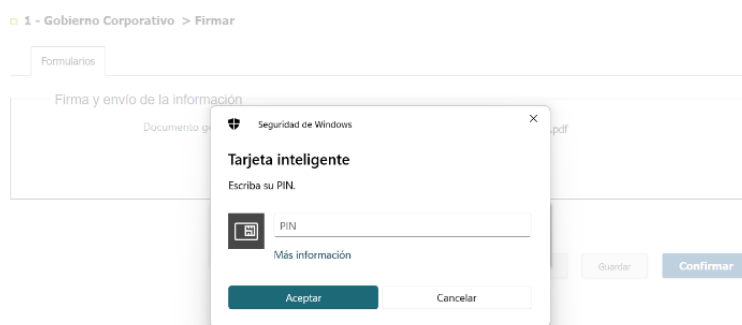 1 - Gobierno Corporativo > Firmar
Formularios
Firma y envío de la información
Documento
.pdf
Seguridad de Windows
Tarjeta inteligente
Escriba su PIN.
PIN
Más información
Aceptar
Cancelar
Guardar
Confirmar